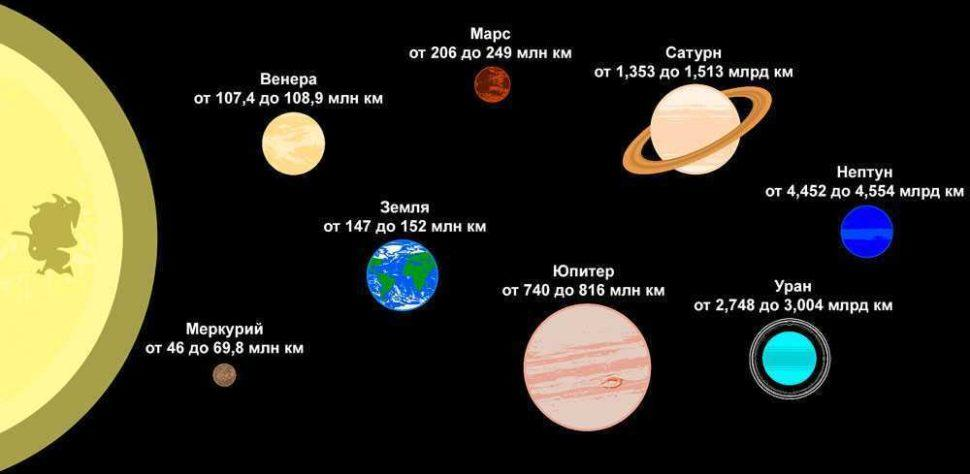 Марс
от 206 до 249 млн км
Сатурн
от 1,353 до 1,513 млрд км
Венера
от 107,4 до 108,9 млн км
Нептун
от 4,452 до 4,554 млрд км
Земля
от 147 до 152 млн км
Юпитер
от 740 до 816 млн км
Уран
от 2,748 до 3,004 млрд км
Меркурий
от 46 до 69,8 млн км